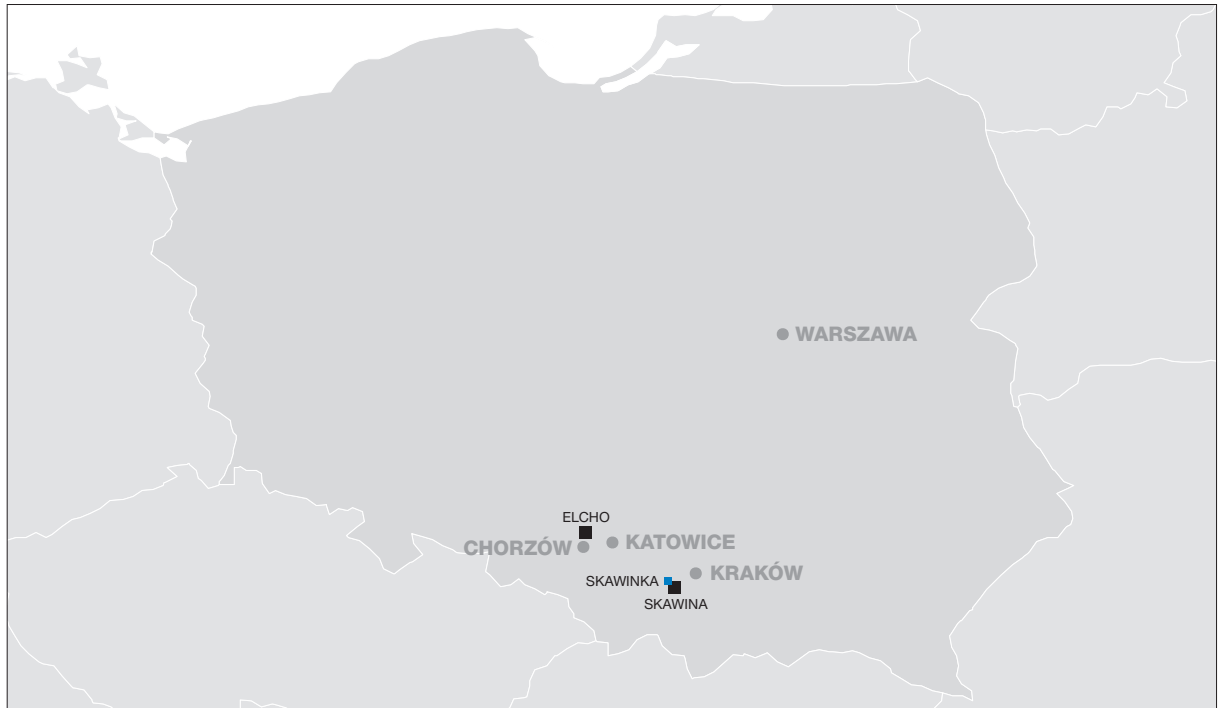 WARSZAWA
ELCHO
CHORZÓW
KATOWICE
KRAKÓW
SKAWINKA
SKAWINA